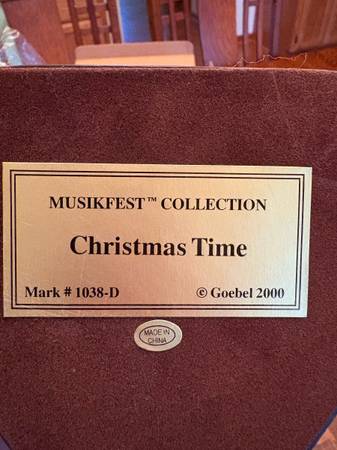 MUSIKFEST™ COLLECTION
Christmas Time
Mark # 1038-D © Goebel 2000
MADE IN
CHINA